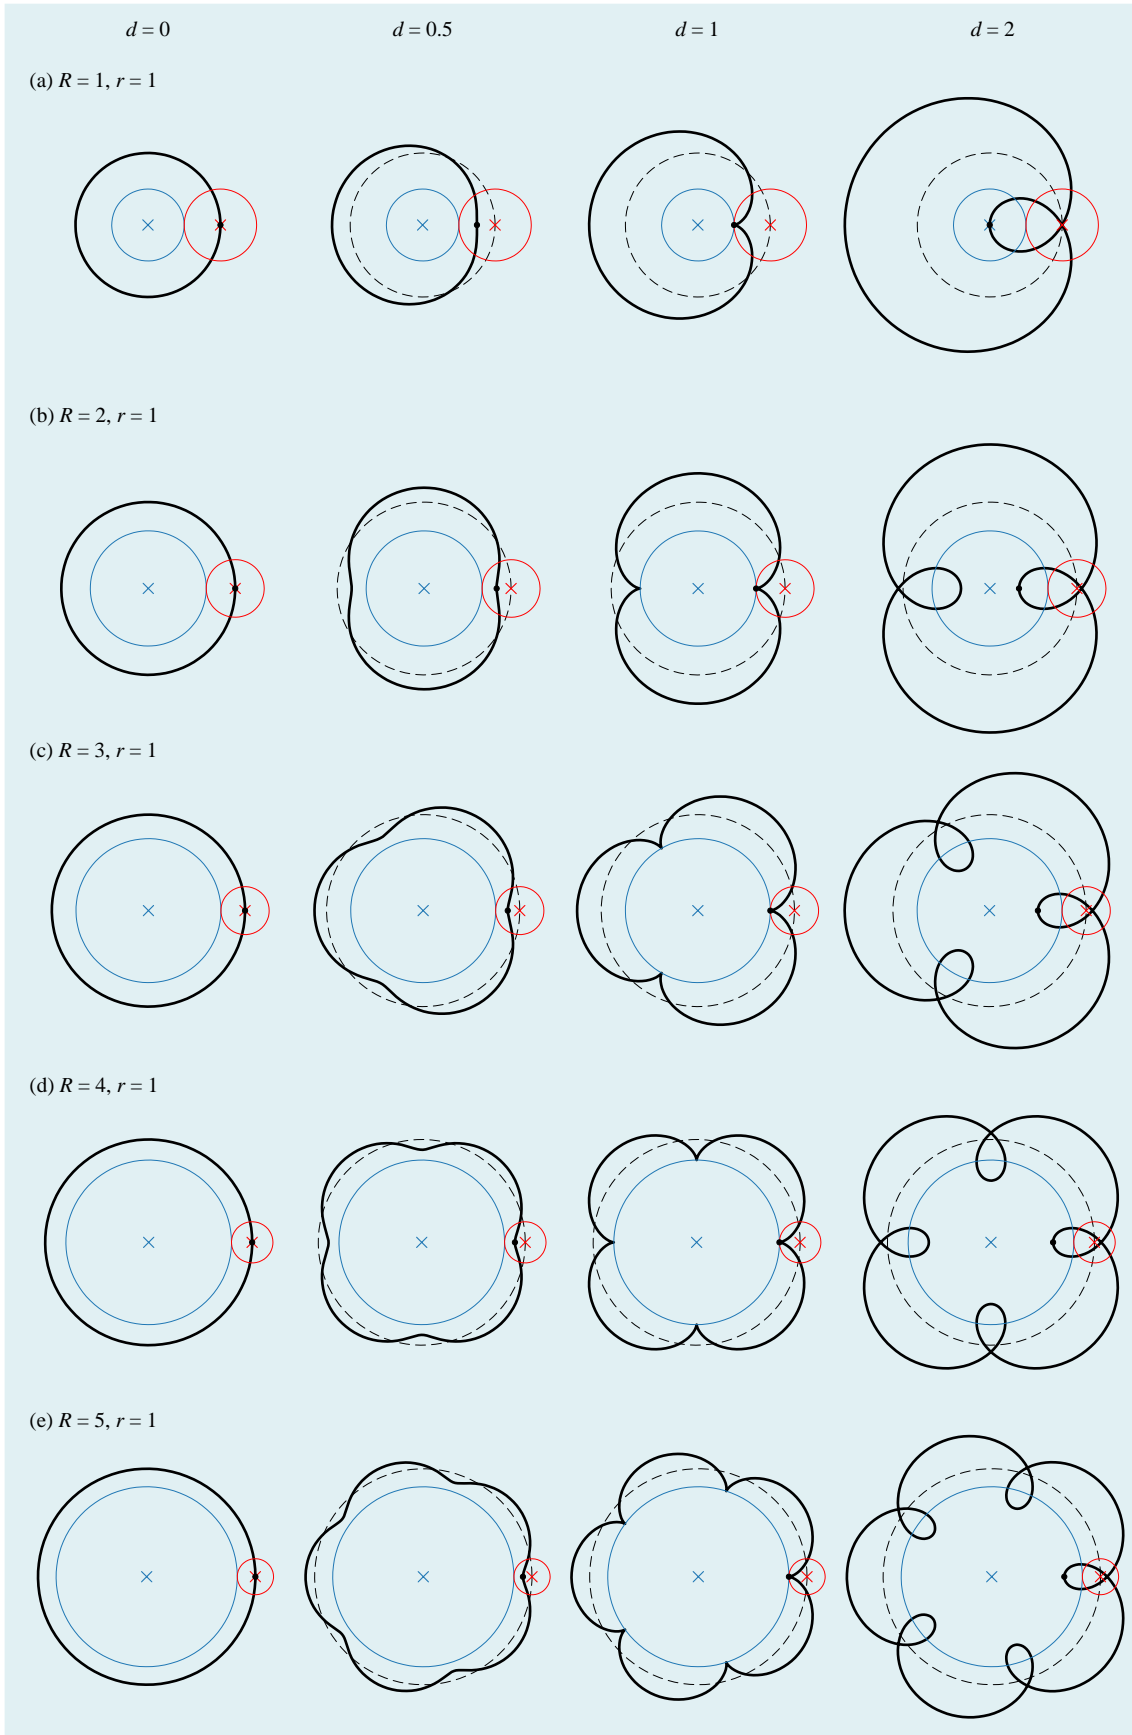 d = 0 d = 0.5 d = 1 d = 2
(a) R = 1, r = 1
(b) R = 2, r = 1
(c) R = 3, r = 1
(d) R = 4, r = 1
(e) R = 5, r = 1